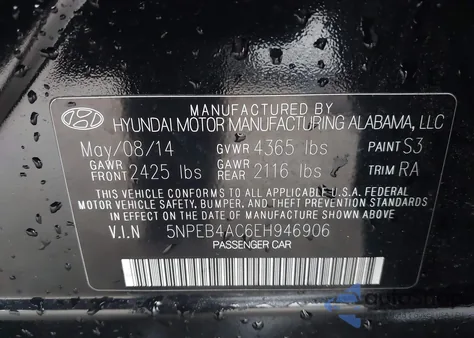 MANUFACTURED BY
HYUNDAI MOTOR MANUFACTURING ALABAMA, LLC
May/08/14 GVWR 4365 lbs PAINT S3
GAWR FRONT 2425 lbs GAWR REAR 2116 lbs TRIM RA
THIS VEHICLE CONFORMS TO ALL APPLICABLE U.S.A. FEDERAL
MOTOR VEHICLE SAFETY, BUMPER, AND THEFT PREVENTION STANDARDS
IN EFFECT ON THE DATE OF MANUFACTURE SHOWN ABOVE.
V.I.N 5NPEB4AC6EH946906
PASSENGER CAR